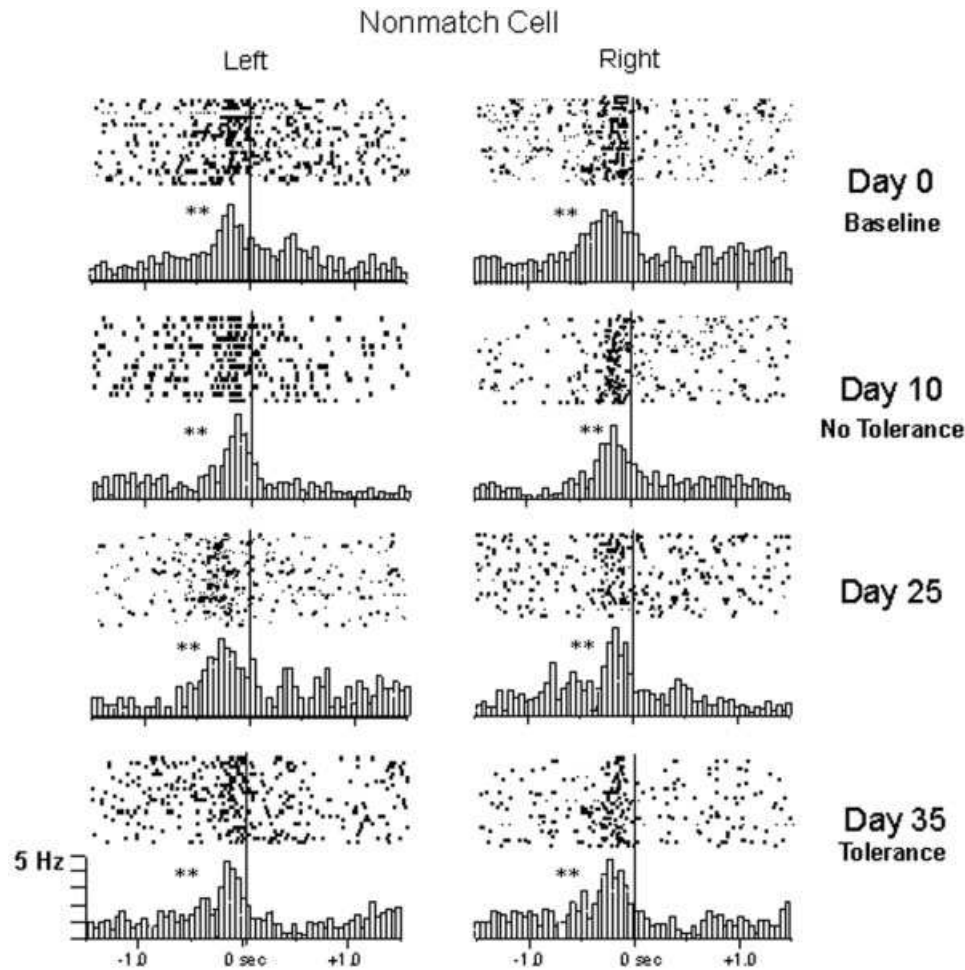 Nonmatch Cell
Left
Right
**
**
Day 0
Baseline
**
**
Day 10
No Tolerance
**
**
Day 25
**
**
Day 35
Tolerance
5 Hz
-1.0 0 sec +1.0
-1.0 0 +1.0